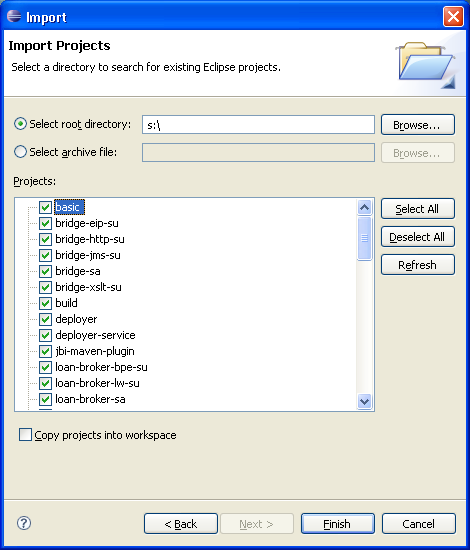 Import
Import Projects
Select a directory to search for existing Eclipse projects.
Select root directory: s:\ Browse...
Select archive file: Browse...
Projects:
basic
bridge-eip-su
bridge-http-su
bridge-jms-su
bridge-sa
bridge-xslt-su
build
deployer
deployer-service
jbi-maven-plugin
loan-broker-bpe-su
loan-broker-lw-su
loan-broker-sa
Select All
Deselect All
Refresh
Copy projects into workspace
? < Back Next > Finish Cancel